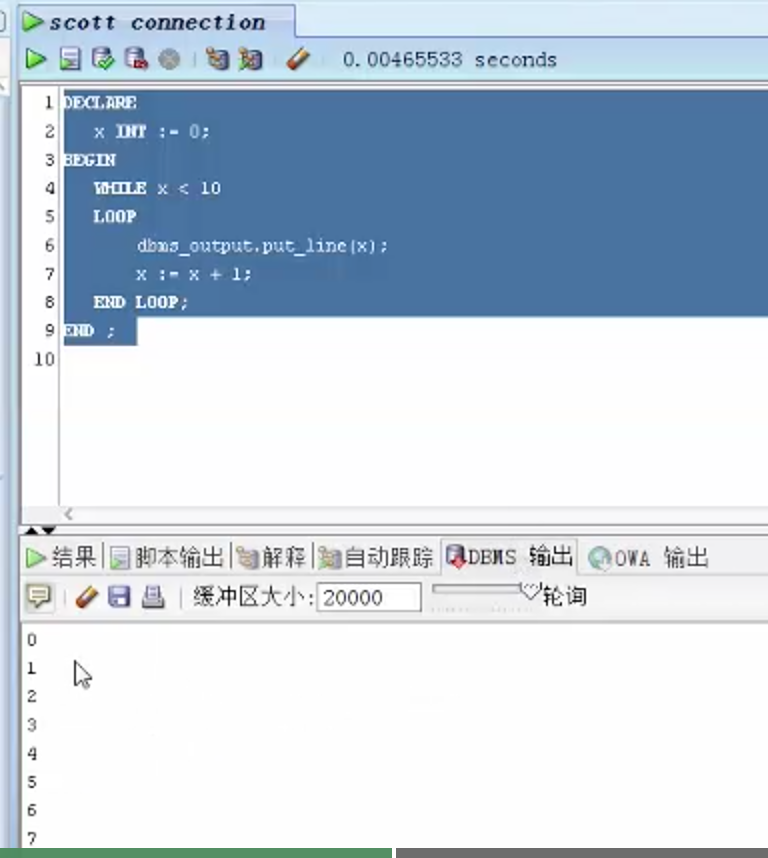 scott connection
0.00465533 seconds
1 DECLARE
2 x INT := 0;
3 BEGIN
4 WHILE x < 10
5 LOOP
6 dbms_output.put_line(x);
7 x := x + 1;
8 END LOOP;
9 END ;
10
结果 脚本输出 解释 自动跟踪 DBMS 输出 OWA 输出
缓冲区大小: 20000 轮询
0
1
2
3
4
5
6
7